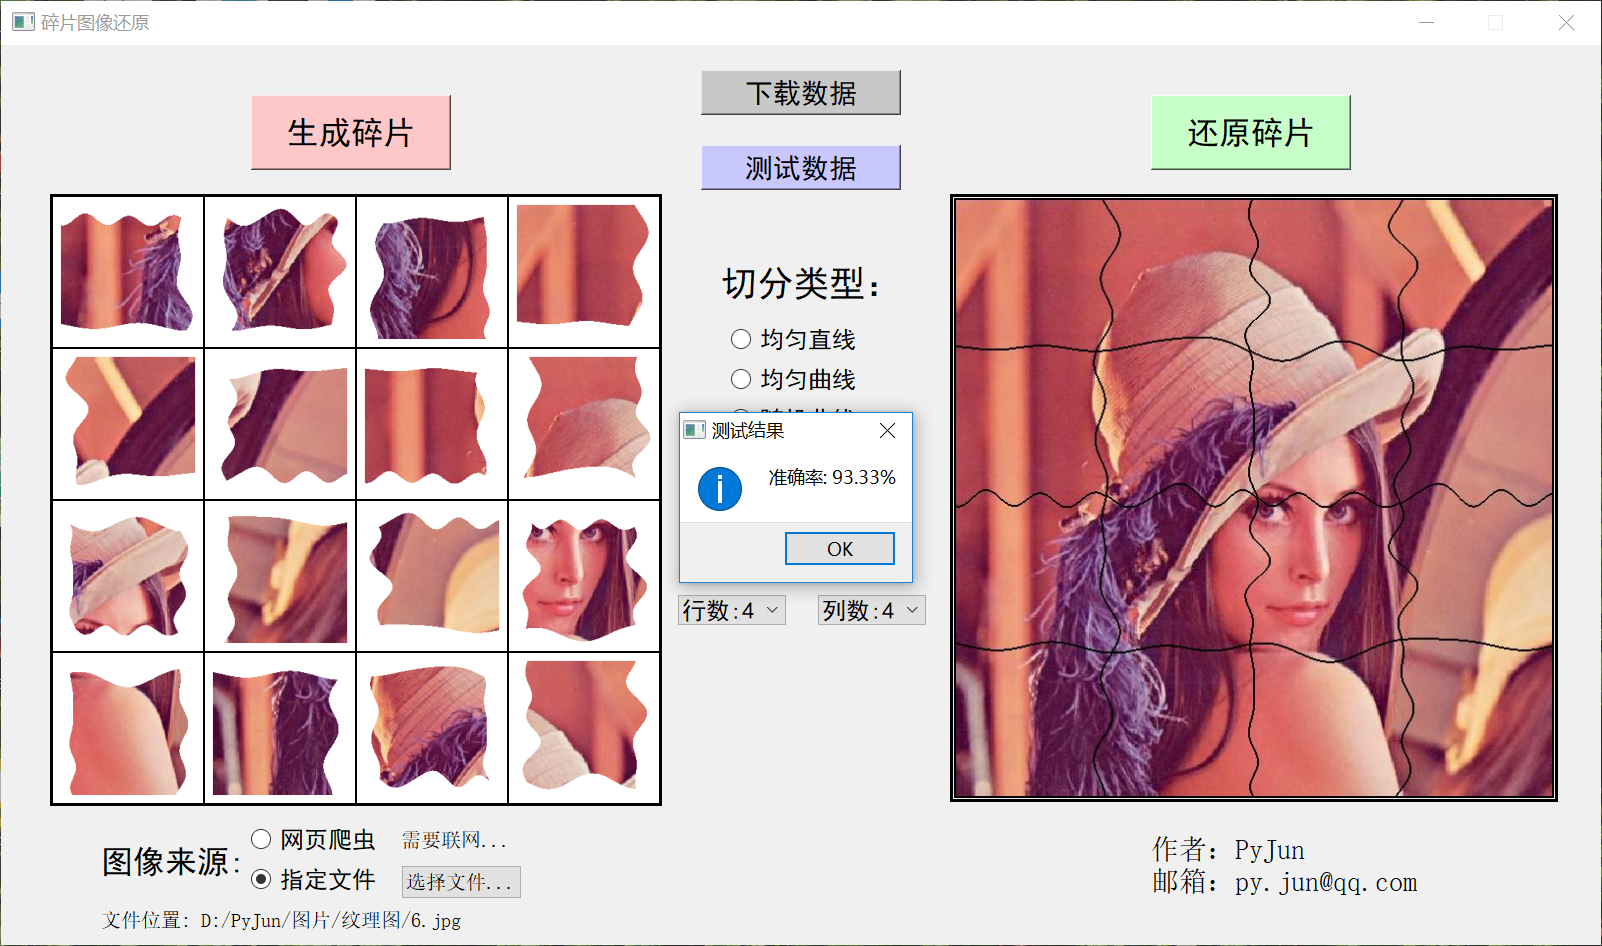 碎片图像还原
下载数据
生成碎片
还原碎片
测试数据
切分类型：
均匀直线
均匀曲线
测试结果
准确率: 93.33%
OK
行数:4
列数:4
图像来源:
网页爬虫
需要联网...
指定文件
选择文件...
文件位置: D:/PyJun/图片/纹理图/6.jpg
作者：PyJun
邮箱：py.jun@qq.com